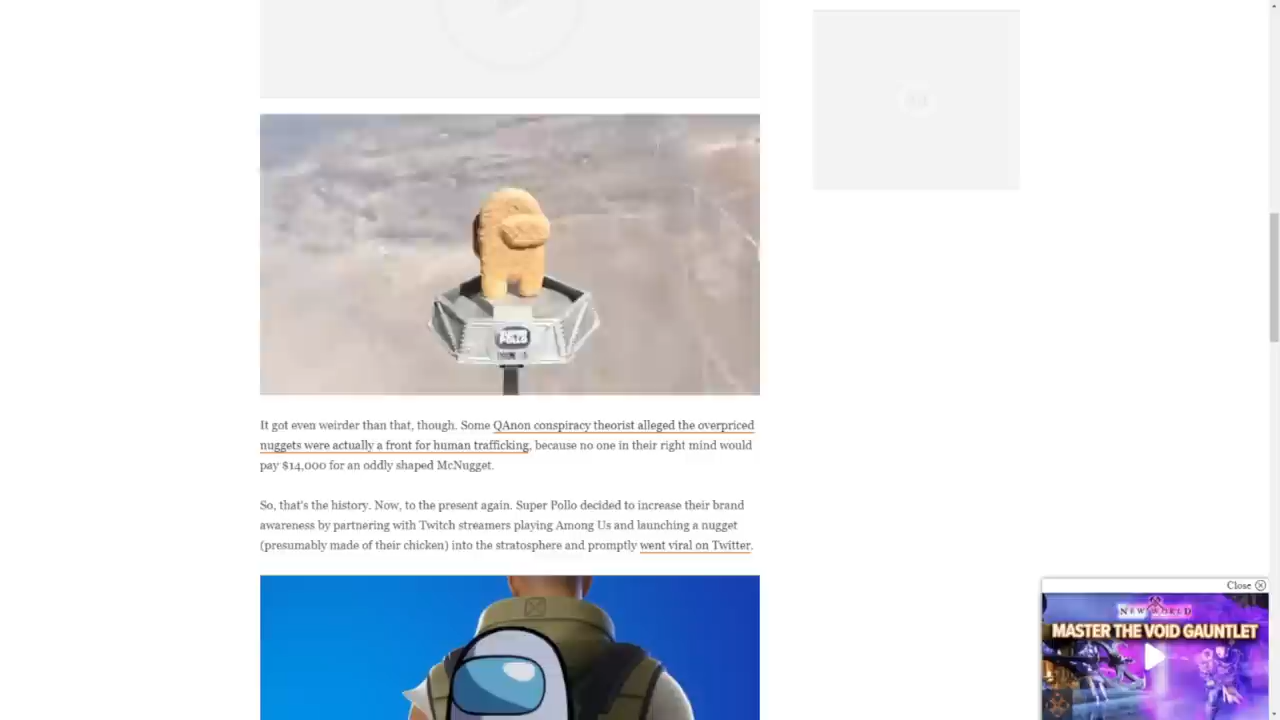 SUPER
POLLO
It got even weirder than that, though. Some QAnon conspiracy theorist alleged the overpriced
nuggets were actually a front for human trafficking, because no one in their right mind would
pay $14,000 for an oddly shaped McNugget.
So, that's the history. Now, to the present again. Super Pollo decided to increase their brand
awareness by partnering with Twitch streamers playing Among Us and launching a nugget
(presumably made of their chicken) into the stratosphere and promptly went viral on Twitter.
Close
NEW WORLD
MASTER THE VOID GAUNTLET